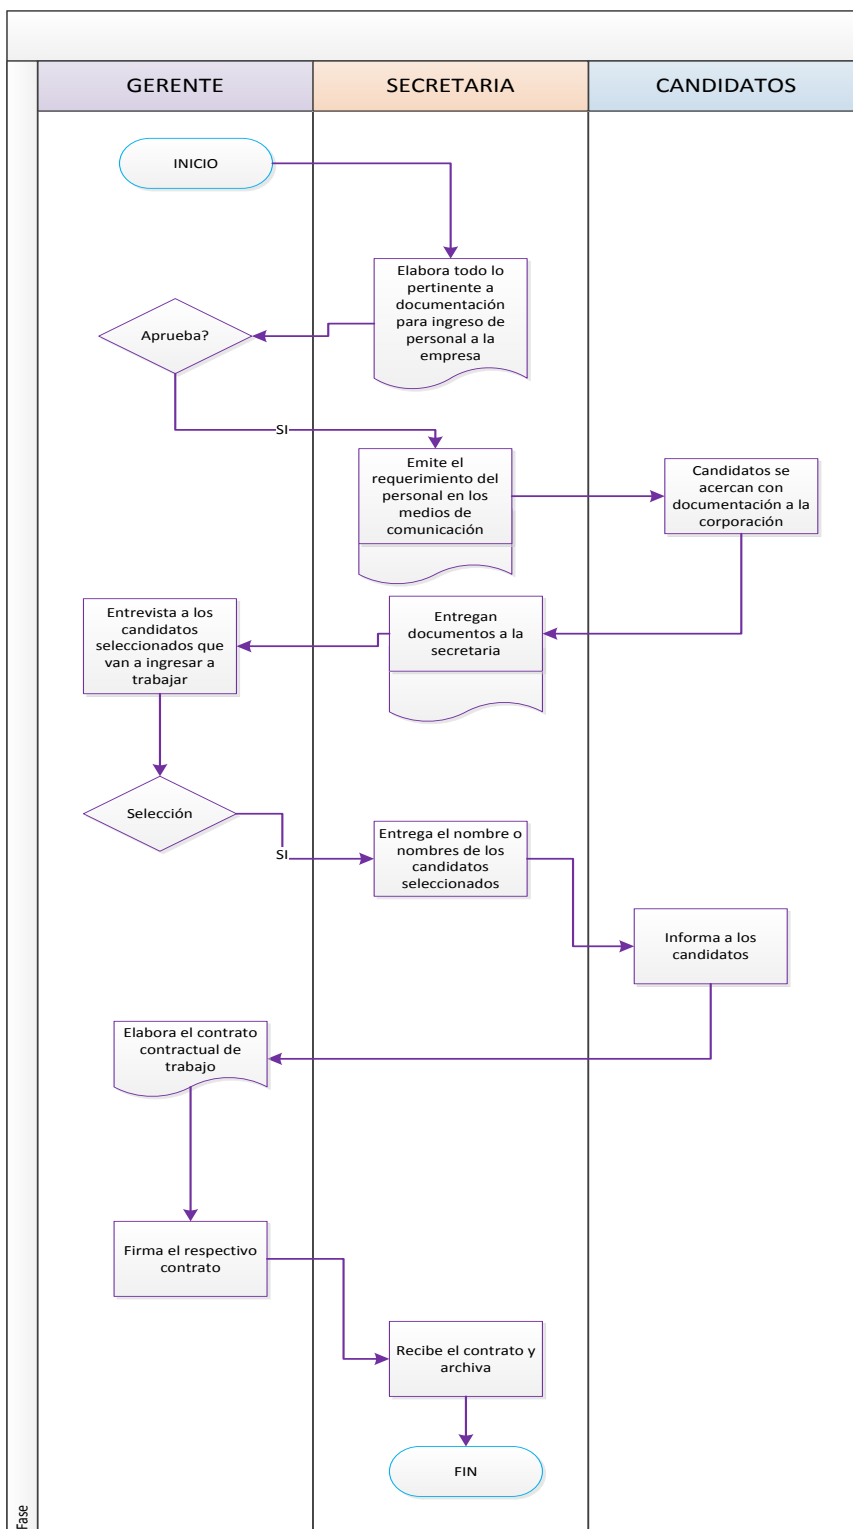 GERENTE
SECRETARIA
CANDIDATOS
INICIO
Elabora todo lo
pertinente a
documentación
para ingreso de
personal a la
empresa
Aprueba?
SI
Emite el
requerimiento del
personal en los
medios de
comunicación
Candidatos se
acercan con
documentación a la
corporación
Entregan
documentos a la
secretaria
Entrevista a los
candidatos
seleccionados que
van a ingresar a
trabajar
Selección
SI
Entrega el nombre o
nombres de los
candidatos
seleccionados
Informa a los
candidatos
Elabora el contrato
contractual de
trabajo
Firma el respectivo
contrato
Recibe el contrato y
archiva
FIN
Fase